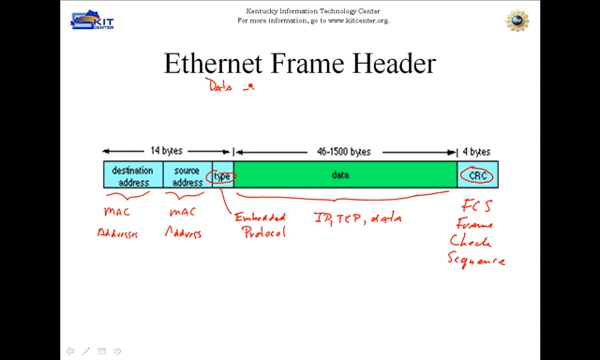 Kentucky Information Technology Center
For more information, go to www.kitcenter.org.
KIT
CENTER
Ethernet Frame Header
Data
14 bytes
46-1500 bytes
4 bytes
destination address
source address
type
data
CRC
MAC Addresses
MAC Address
Embedded Protocol
IP, TCP, data
FCS
Frame
Check
Sequence